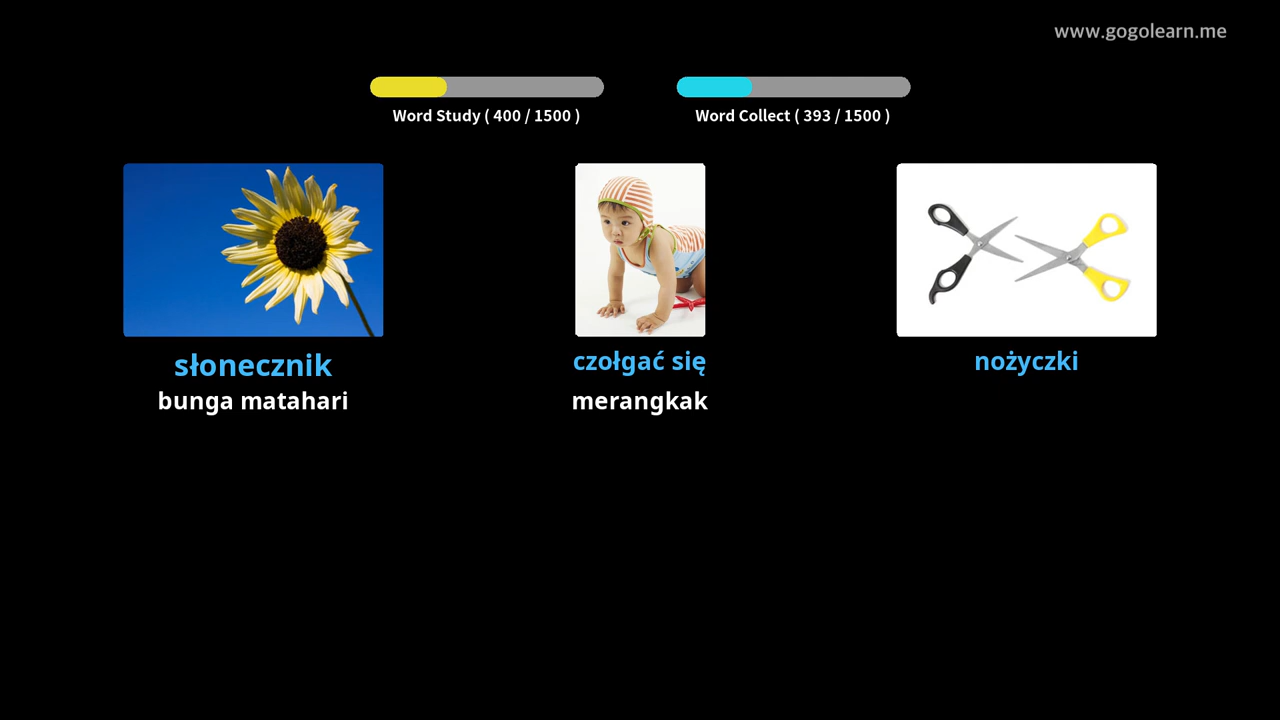 www.gogolearn.me
Word Study ( 400 / 1500 )
Word Collect ( 393 / 1500 )
słonecznik
bunga matahari
czołgać się
merangkak
nożyczki